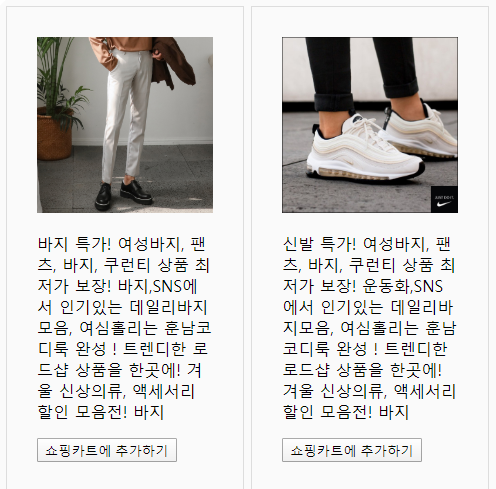 바지 특가! 여성바지, 팬
츠, 바지, 쿠런티 상품 최
저가 보장! 바지,SNS에
서 인기있는 데일리바지
모음, 여심홀리는 훈남코
디룩 완성 ! 트렌디한 로
드샵 상품을 한곳에! 겨
울 신상의류, 액세서리
할인 모음전! 바지
쇼핑카트에 추가하기
신발 특가! 여성바지, 팬
츠, 바지, 쿠런티 상품 최
저가 보장! 운동화,SNS
에서 인기있는 데일리바
지모음, 여심홀리는 훈남
코디룩 완성 ! 트렌디한
로드샵 상품을 한곳에!
겨울 신상의류, 액세서리
할인 모음전! 바지
쇼핑카트에 추가하기